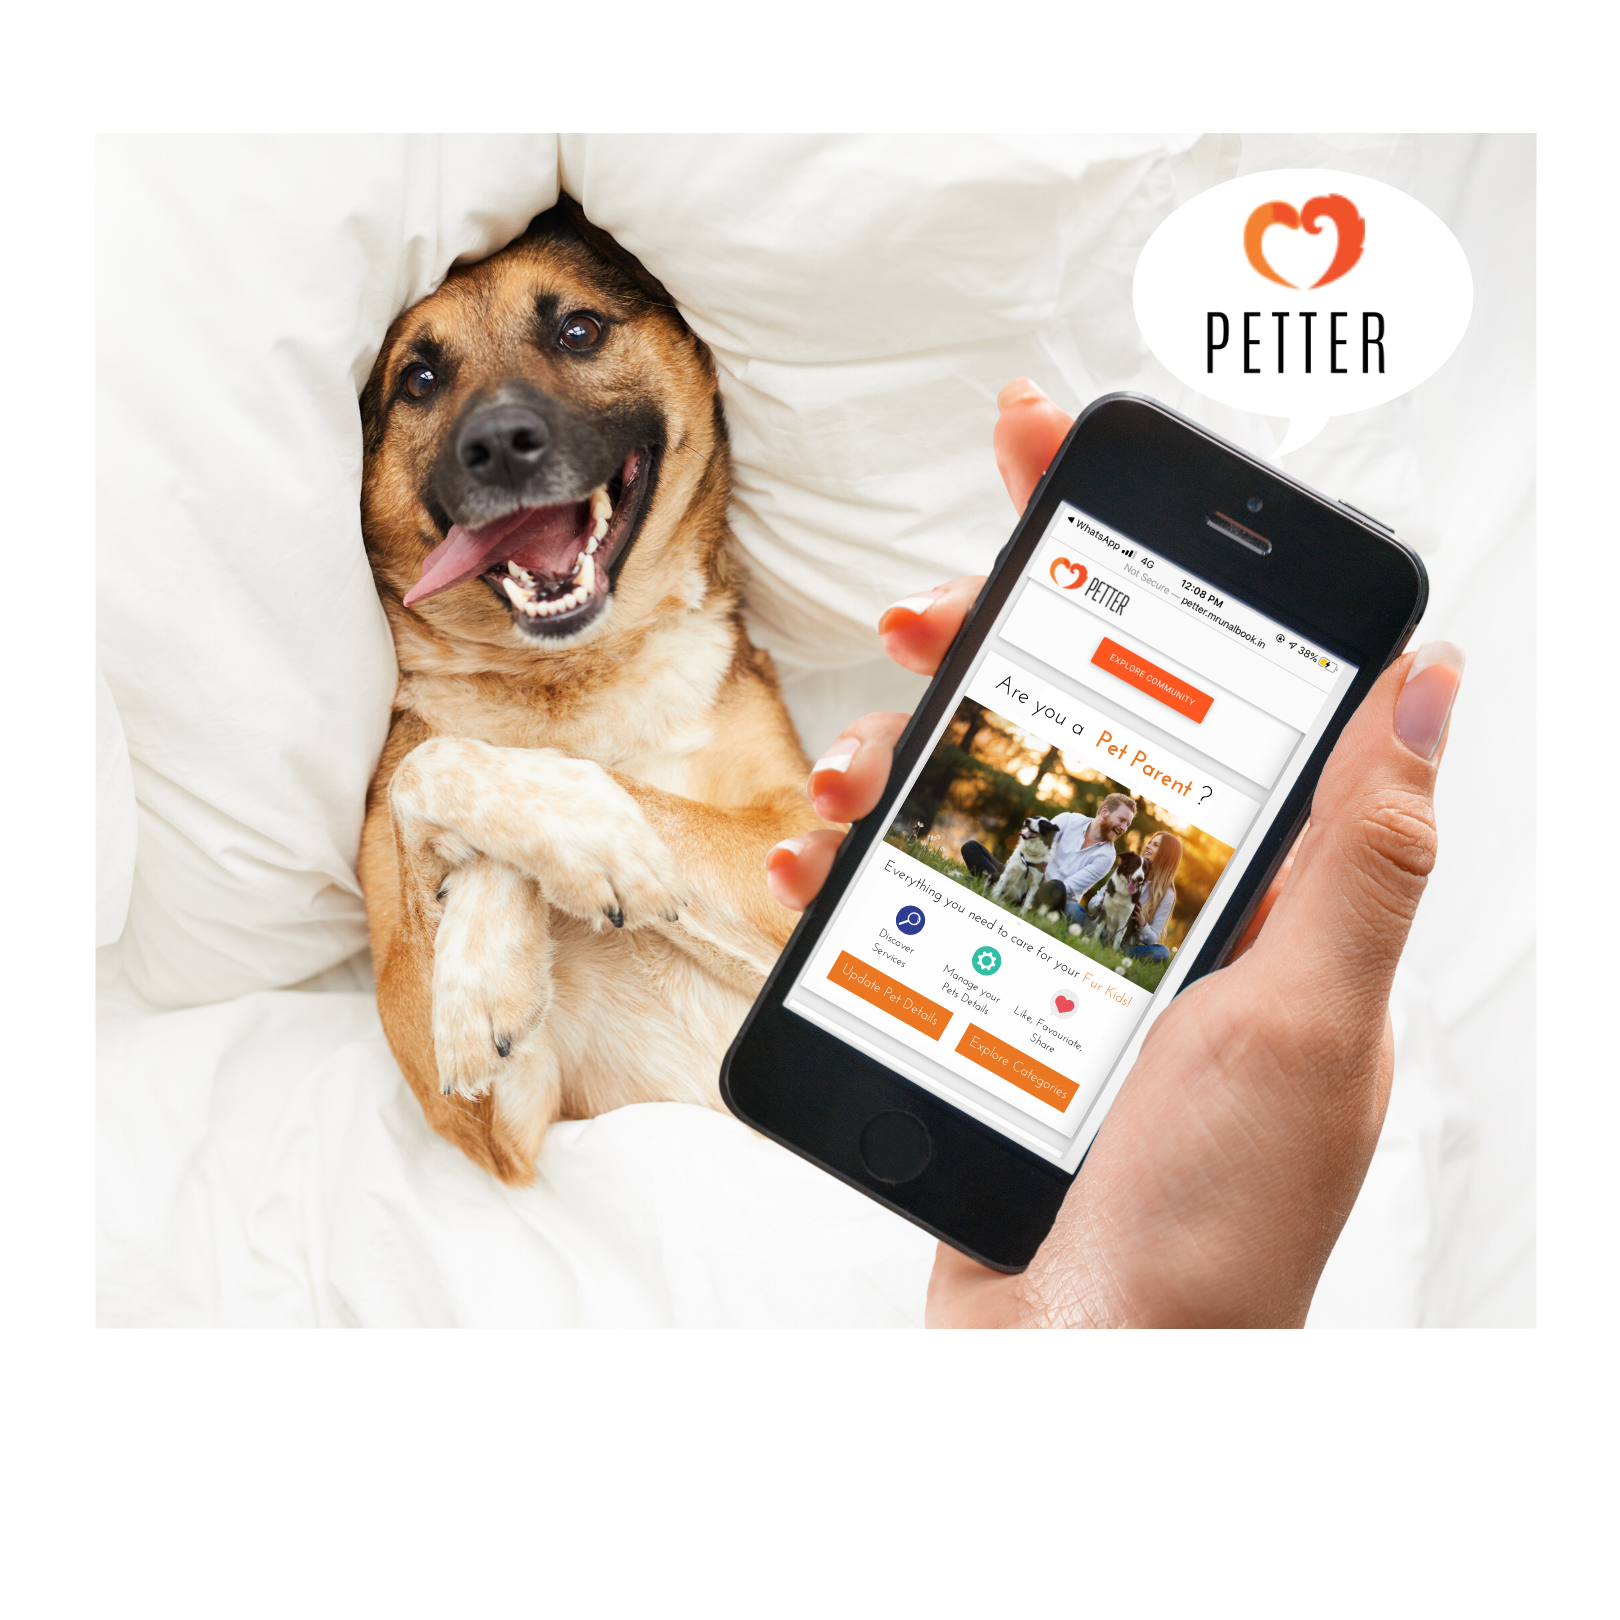 PETTER
WhatsApp 4G 12:08 PM 38%
Not Secure — petter.mrunalbook.in
PETTER
EXPLORE COMMUNITY
Are you a Pet Parent ?
Everything you need to care for your Fur Kids!
Discover
Services
Manage your
Pets Details
Like, Favouriate,
Share
Update Pet Details
Explore Categories